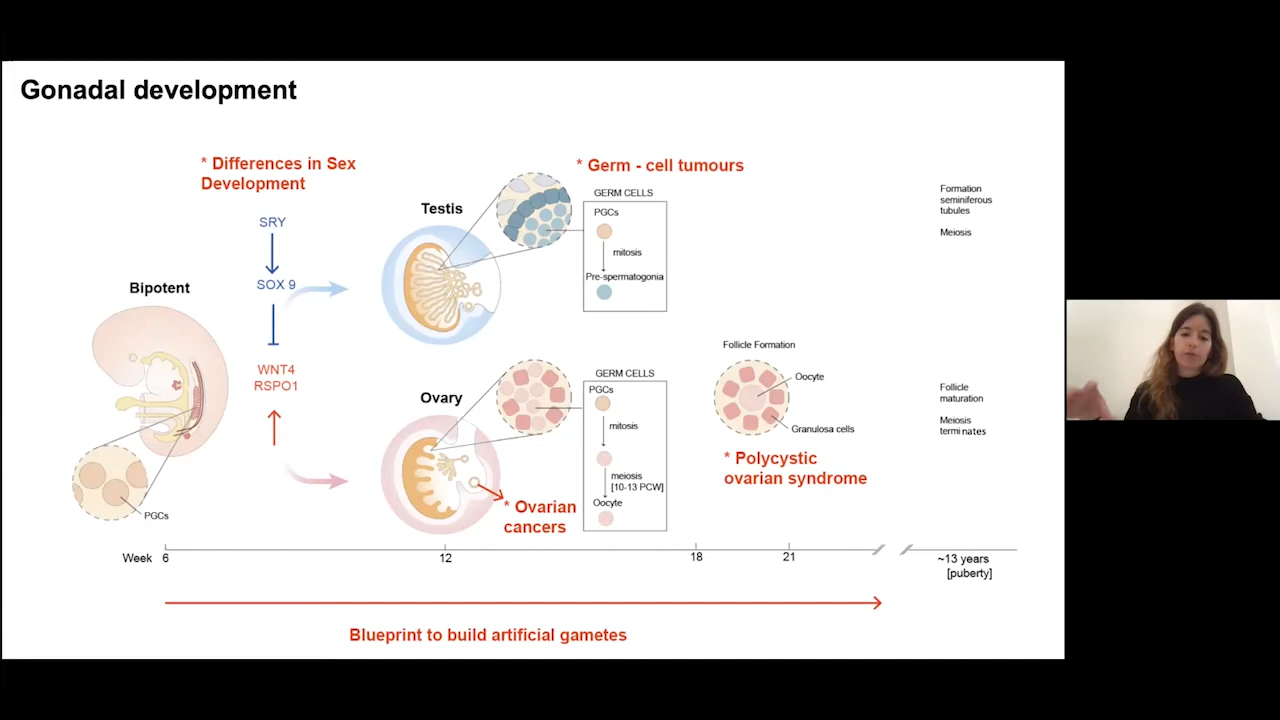 Gonadal development
* Differences in Sex
Development
SRY
SOX 9
WNT4
RSPO1
Bipotent
PGCs
Testis
* Germ - cell tumours
GERM CELLS
PGCs
mitosis
Pre-spermatogonia
Formation
seminiferous
tubules
Meiosis
Ovary
* Ovarian
cancers
GERM CELLS
PGCs
mitosis
meiosis
[10-13 PCW]
Oocyte
Follicle Formation
Oocyte
Granulosa cells
* Polycystic
ovarian syndrome
Follicle
maturation
Meiosis
terminates
Week 6 12 18 21 ~13 years
[puberty]
Blueprint to build artificial gametes